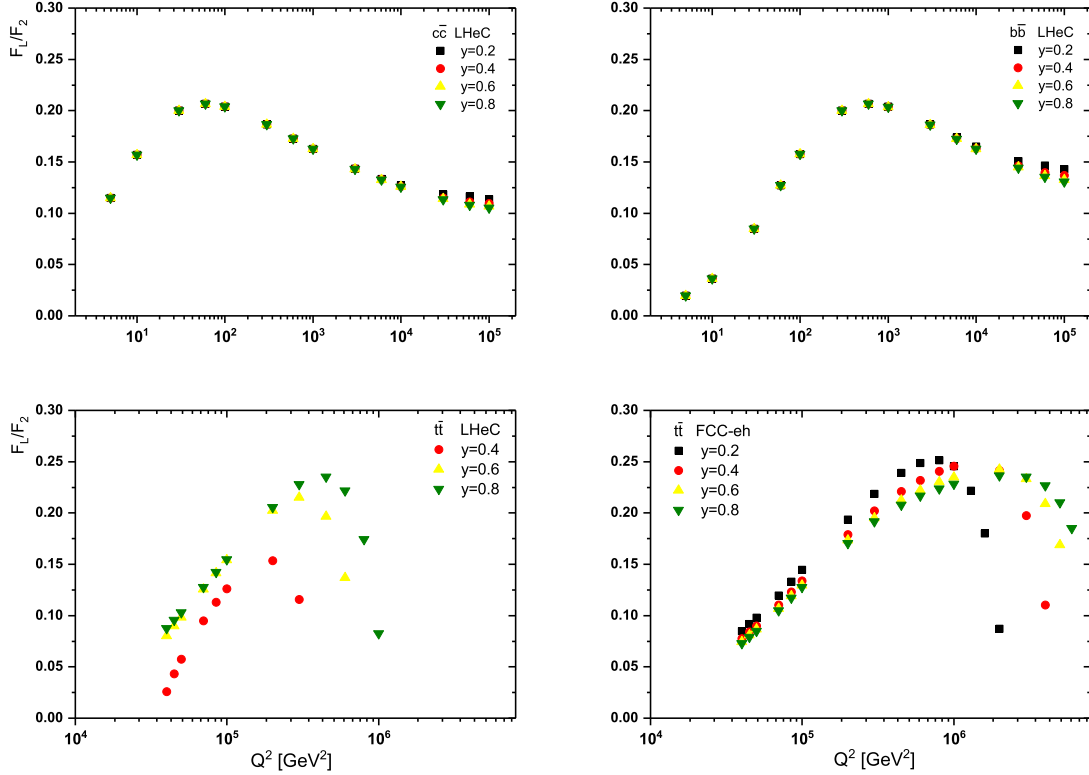 F_L/F_2
0.30
0.25
0.20
0.15
0.10
0.05
0.00
10^1 10^2 10^3 10^4 10^5
cc̄ LHeC
y=0.2
y=0.4
y=0.6
y=0.8
0.30
0.25
0.20
0.15
0.10
0.05
0.00
10^1 10^2 10^3 10^4 10^5
bb̄ LHeC
y=0.2
y=0.4
y=0.6
y=0.8
F_L/F_2
0.30
0.25
0.20
0.15
0.10
0.05
0.00
10^4 10^5 10^6
Q^2 [GeV^2]
tt̄ LHeC
y=0.4
y=0.6
y=0.8
0.30
0.25
0.20
0.15
0.10
0.05
0.00
10^4 10^5 10^6
Q^2 [GeV^2]
tt̄ FCC-eh
y=0.2
y=0.4
y=0.6
y=0.8